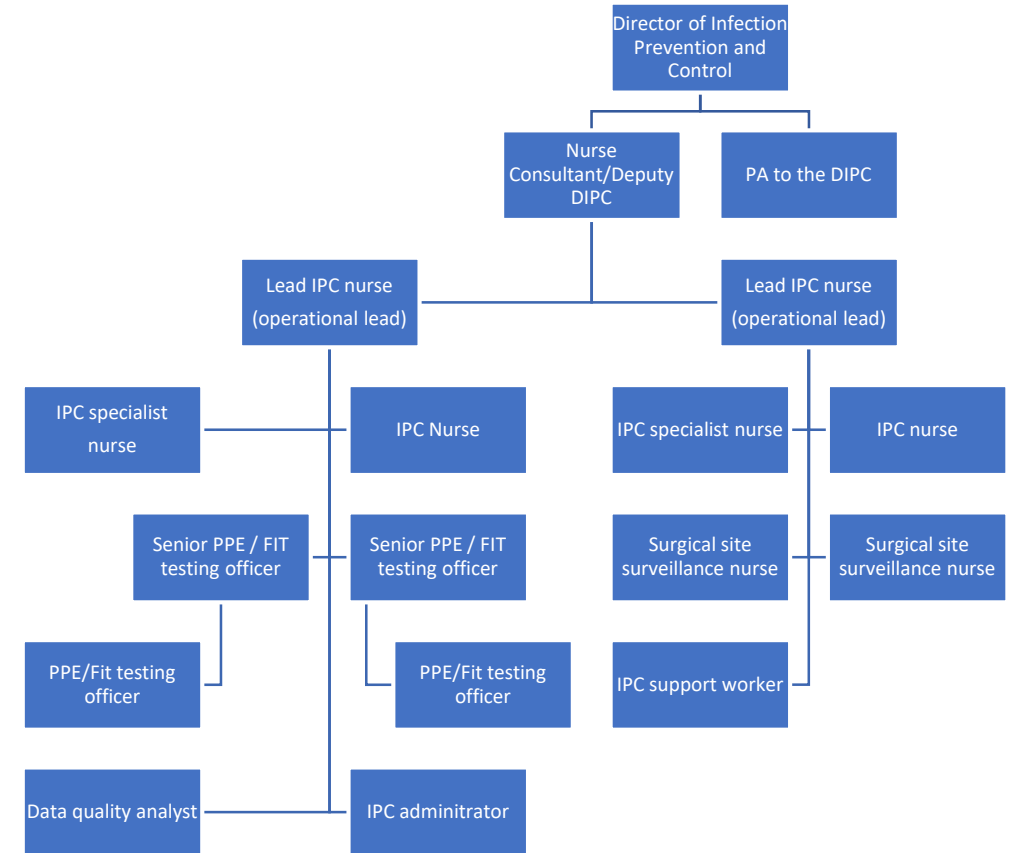 Director of Infection
Prevention and
Control
Nurse
Consultant/Deputy
DIPC
PA to the DIPC
Lead IPC nurse
(operational lead)
Lead IPC nurse
(operational lead)
IPC specialist
nurse
IPC Nurse
IPC specialist nurse
IPC nurse
Senior PPE / FIT
testing officer
Senior PPE / FIT
testing officer
Surgical site
surveillance nurse
Surgical site
surveillance nurse
PPE/Fit testing
officer
PPE/Fit testing
officer
IPC support worker
Data quality analyst
IPC adminitrator